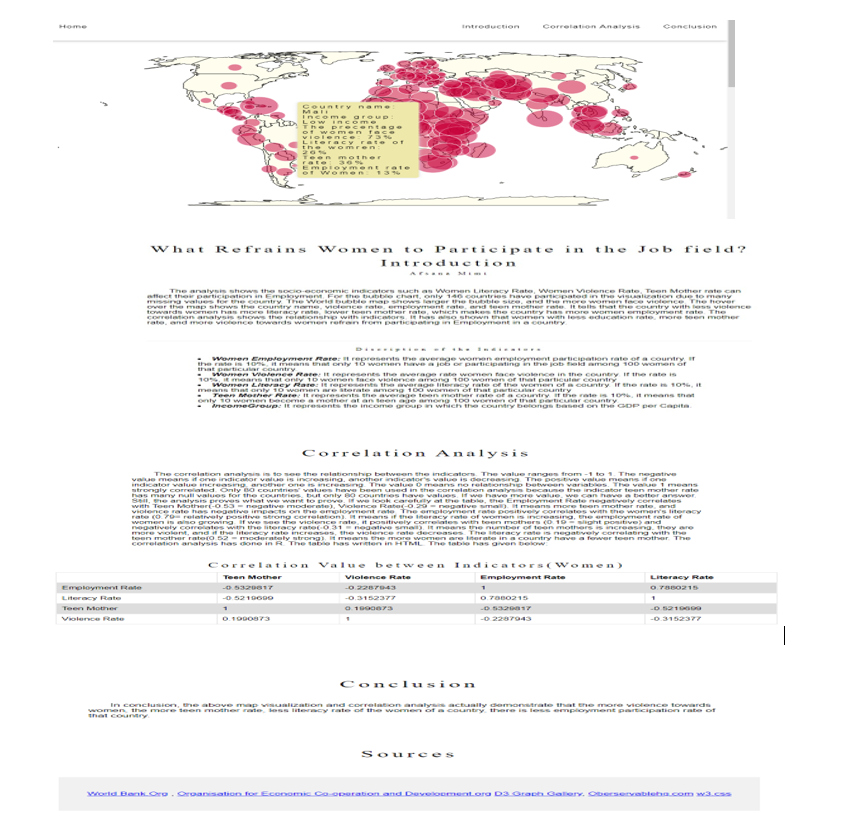 Home Introduction Correlation Analysis Conclusion
Country name:
Mali
Income group:
Low income
The precentage
of women face
violence: 73%
Literacy rate of
the womren:
26%
Teen mother
rate: 36%
Employment rate
of Women: 13%
What Refrains Women to Participate in the Job field?
Introduction
Afsana Mimi
The analysis shows the socio-economic indicators such as Women Literacy Rate, Women Violence Rate, Teen Mother rate can
affect their participation in Employment. For the bubble chart, only 146 countries have participated in the visualization due to many
missing values for the country. The World bubble map shows larger the bubble size, and the more women face violence. The hover
over the map shows the country name, violence rate, employment rate, and teen mother rate. It tells that the country with less violence
towards women has more literacy rate, lower teen mother rate, which makes the country has more women employment rate. The
correlation analysis shows the relationship with indicators. It has also shown that women with less education rate, more teen mother
rate, and more violence towards women refrain from participating in Employment in a country.
Discription of the Indicators
• Women Employment Rate: It represents the average women employment participation rate of a country. If
the rate is 10%, it means that only 10 women have a job or participating in the job field among 100 women of
that particular country
• Women Violence Rate: It represents the average rate women face violence in the country. If the rate is
10%, it means that only 10 women face violence among 100 women of that particular country
• Women Literacy Rate: It represents the average literacy rate of the women of a country. If the rate is 10%, it
means that only 10 women are literate among 100 women of that particular country
• Teen Mother Rate: It represents the average teen mother rate of a country. If the rate is 10%, it means that
only 10 women become a mother at an teen age among 100 women of that particular country
• IncomeGroup: It represents the income group in which the country belongs based on the GDP per Capita.
Correlation Analysis
The correlation analysis is to see the relationship between the indicators. The value ranges from -1 to 1. The negative
value means if one indicator value is increasing, another indicator's value is decreasing. The positive value means if one
indicator value increasing, another one is increasing. The value 0 means no relationship between variables. The value 1 means
strongly correlated. Only 80 countries' values have been used in the correlation analysis because the indicator teen mother rate
has many null values for the countries, but only 80 countries have values. If we have more value, we can have a better answer.
Still, the analysis proves what we want to prove. If we look carefully at the table, the Employment Rate negatively correlates
with Teen Mother(-0.53 = negative moderate), Violence Rate(-0.29 = negative small). It means more teen mother rate, and
violence rate has negative impacts on the employment rate. The employment rate positively correlates with the women's literacy
rate (0.79= relatively positive strong correlation). It means if the literacy rate of women is increasing, the employment rate of
women is also growing. If we see the violence rate, it positively correlates with teen mothers (0.19 = slight positive) and
negatively correlates with the literacy rate(-0.31 = negative small). It means the number of teen mothers is increasing, they are
more violent, and if the literacy rate increases, the violence rate decreases. The literacy rate is negatively correlating with the
teen mother rate(0.52 = moderately strong). It means the more women are literate in a country have a fewer teen mother. The
correlation analysis has done in R. The table has written in HTML. The table has given below:
Correlation Value between Indicators(Women)
Teen Mother Violence Rate Employment Rate Literacy Rate
Employment Rate -0.5329817 -0.2287943 1 0.7860215
Literacy Rate -0.5219699 -0.3152377 0.7860215 1
Teen Mother 1 0.1990873 -0.5329817 -0.5219699
Violence Rate 0.1990873 1 -0.2287943 -0.3152377
Conclusion
In conclusion, the above map visualization and correlation analysis actually demonstrate that the more violence towards
women, the more teen mother rate, less literacy rate of the women of a country, there is less employment participation rate of
that country.
Sources
World Bank.Org , Organisation for Economic Co-operation and Development.org D3 Graph Gallery, Oberservablehq.com w3.css